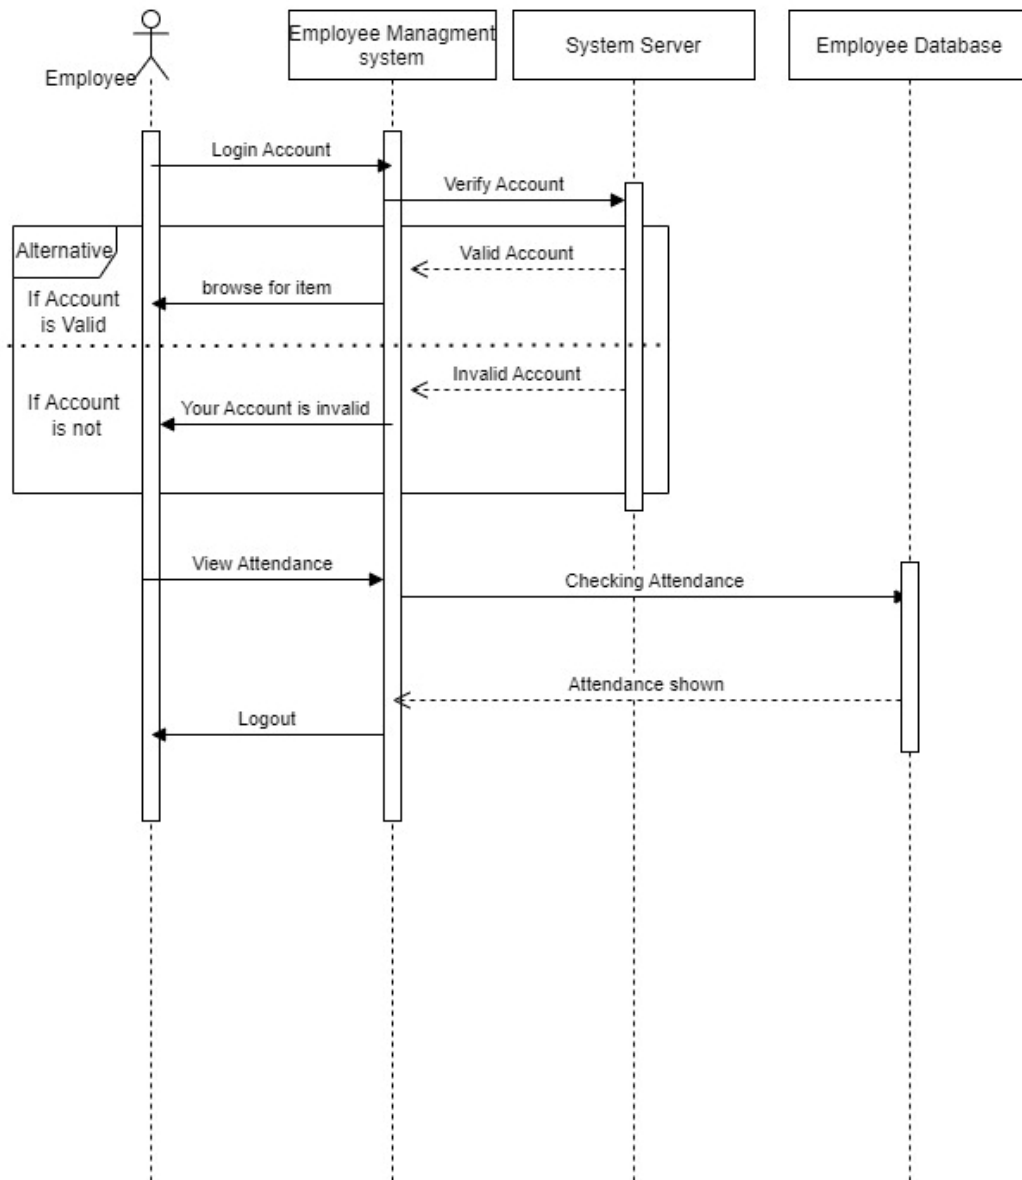 Employee
Employee Managment
system
System Server
Employee Database
Login Account
Verify Account
Alternative
Valid Account
browse for item
If Account
is Valid
Invalid Account
If Account
is not
Your Account is invalid
View Attendance
Checking Attendance
Attendance shown
Logout